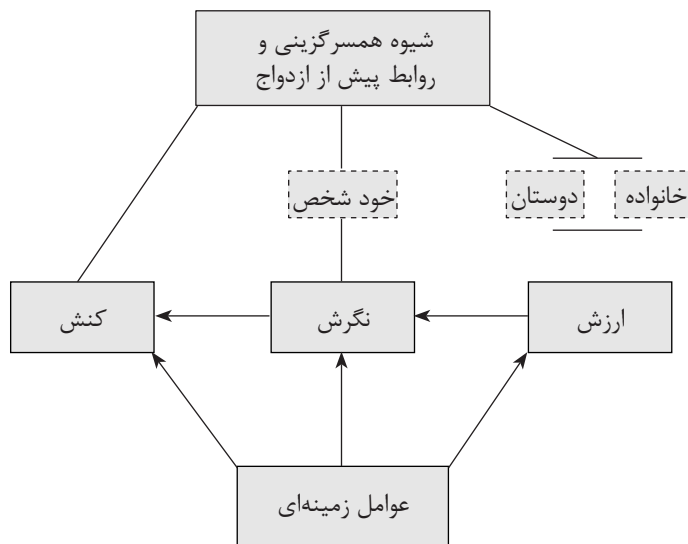 شیوه همسرگزینی و
روابط پیش از ازدواج
خانواده
دوستان
خود شخص
ارزش
نگرش
کنش
عوامل زمینه‌ای